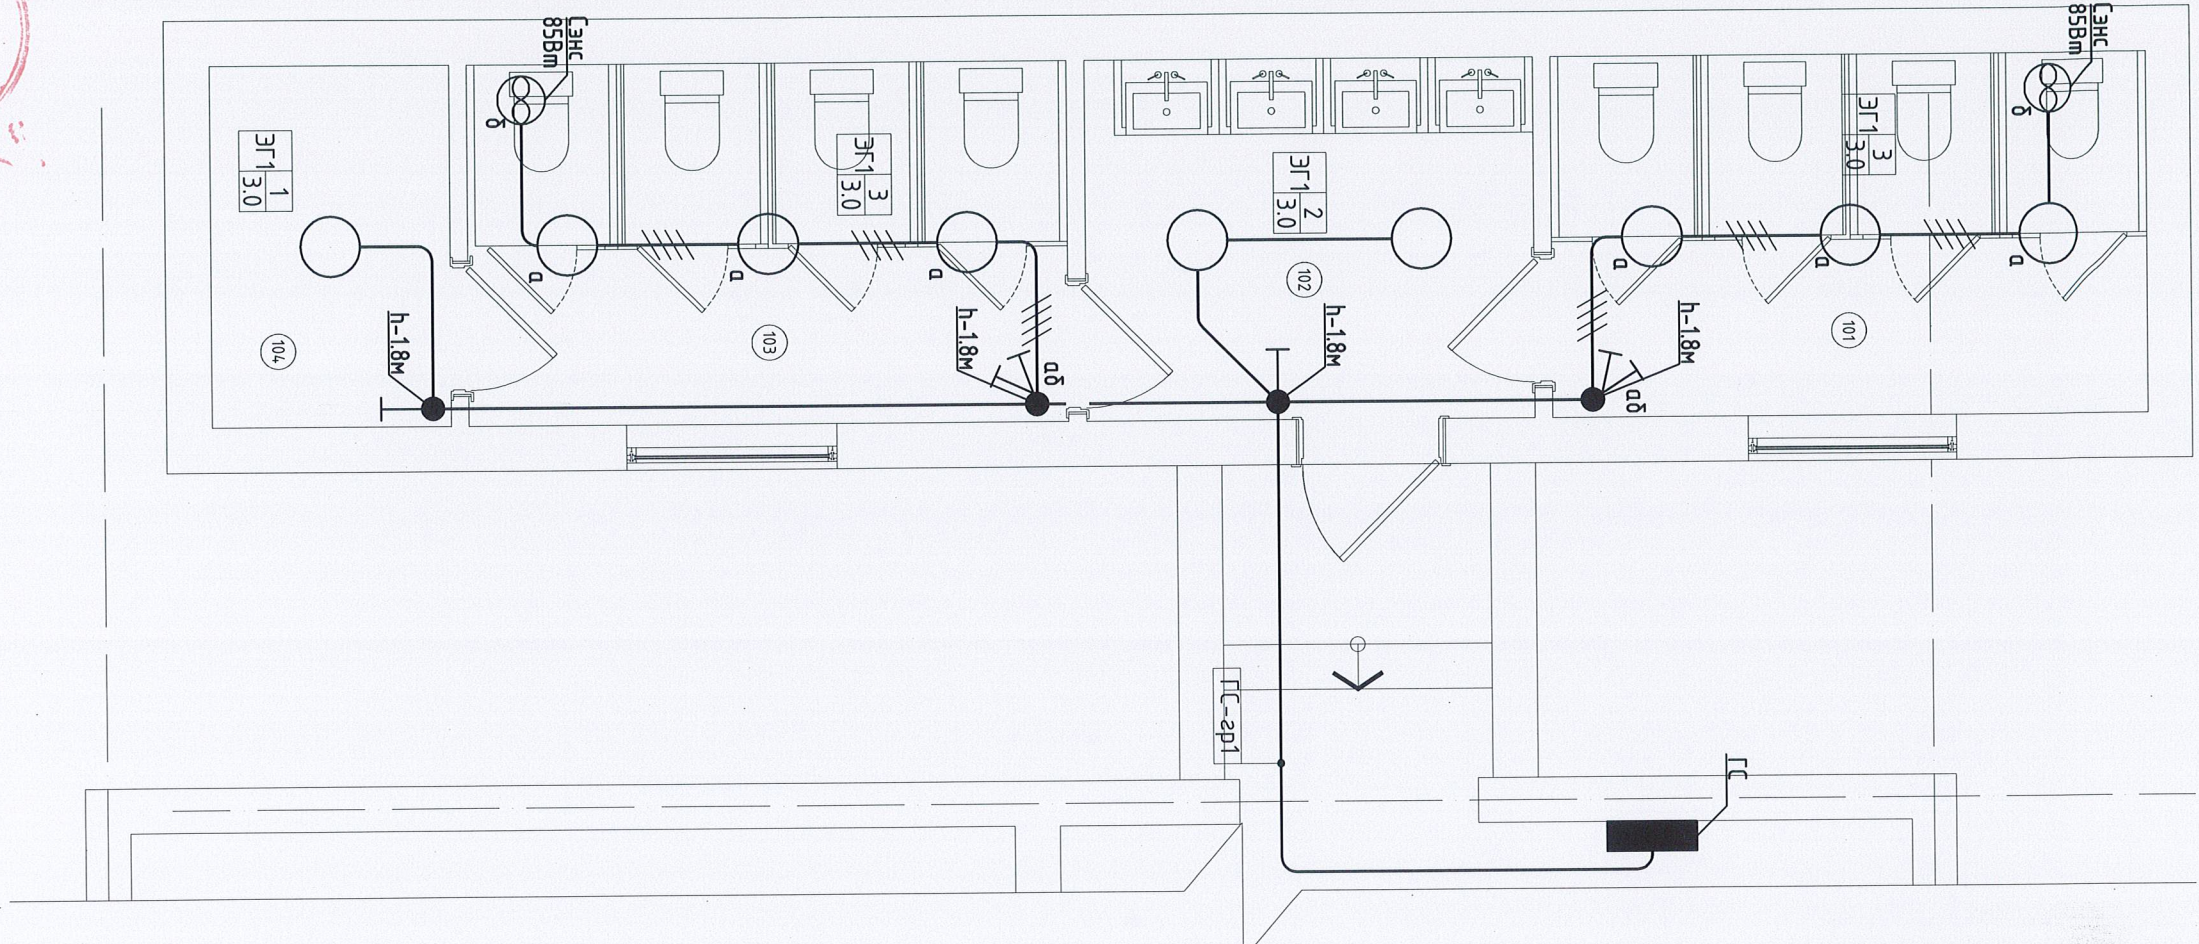 Сэнс
85Вт
б
Сэнс
85Вт
б
ЭГ1 1
3.0
ЭГ1 3
3.0
ЭГ1 2
3.0
ЭГ1 3
3.0
а
а
а
а
а
а
104
103
102
101
h-1.8м
h-1.8м
h-1.8м
h-1.8м
аб
аб
ГС-гр1
ГС